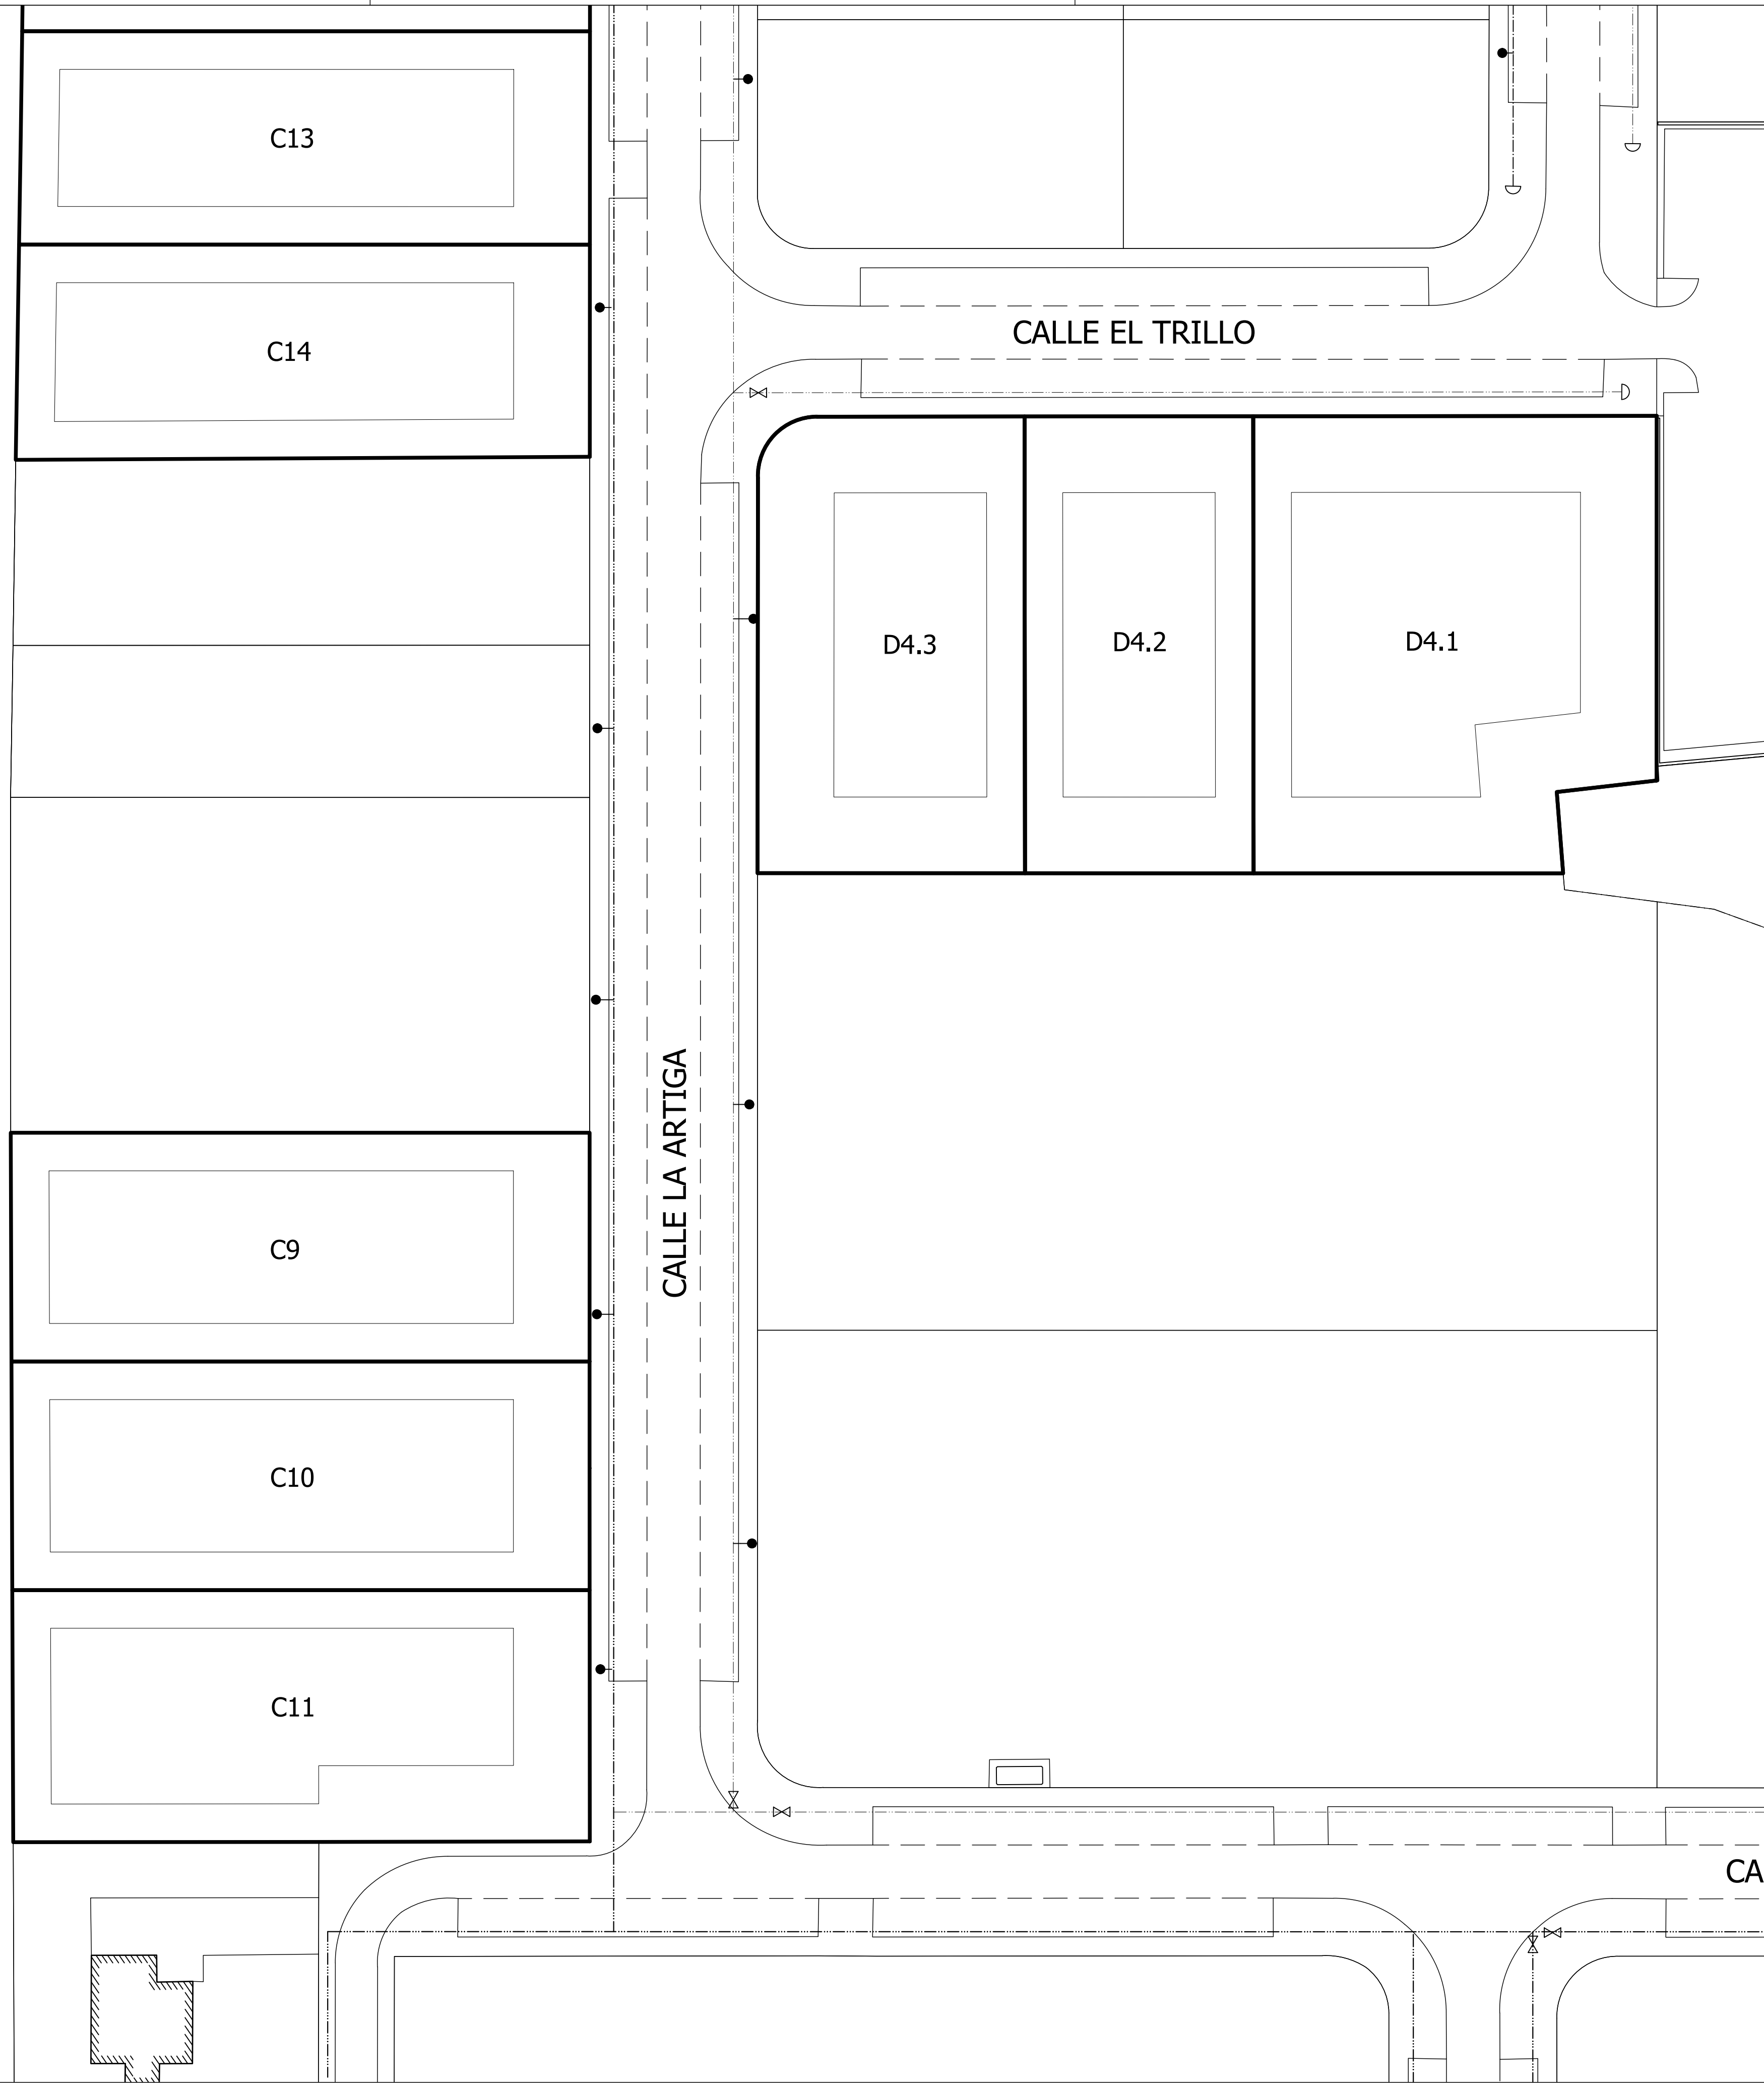 C13
CALLE EL TRILLO
C14
D4.3
D4.2
D4.1
CALLE LA ARTIGA
C9
C10
C11
CA